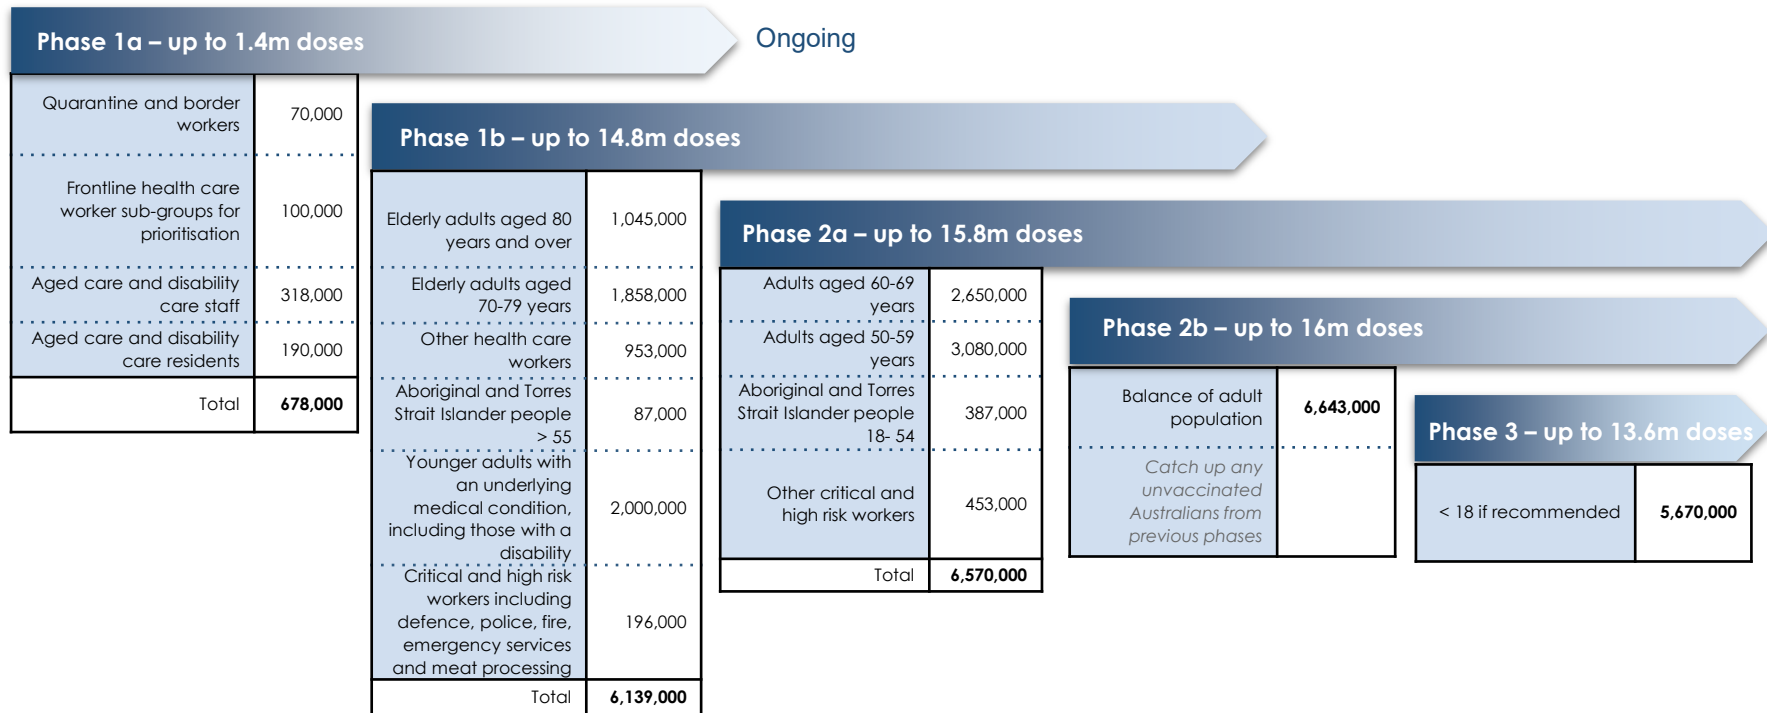 Phase 1a – up to 1.4m doses
Ongoing
Quarantine and border
workers
70,000
Frontline health care
worker sub-groups for
prioritisation
100,000
Aged care and disability
care staff
318,000
Aged care and disability
care residents
190,000
Total
678,000
Phase 1b – up to 14.8m doses
Elderly adults aged 80
years and over
1,045,000
Elderly adults aged
70-79 years
1,858,000
Other health care
workers
953,000
Aboriginal and Torres
Strait Islander people
> 55
87,000
Younger adults with
an underlying
medical condition,
including those with a
disability
2,000,000
Critical and high risk
workers including
defence, police, fire,
emergency services
and meat processing
196,000
Total
6,139,000
Phase 2a – up to 15.8m doses
Adults aged 60-69
years
2,650,000
Adults aged 50-59
years
3,080,000
Aboriginal and Torres
Strait Islander people
18- 54
387,000
Other critical and
high risk workers
453,000
Total
6,570,000
Phase 2b – up to 16m doses
Balance of adult
population
6,643,000
Catch up any
unvaccinated
Australians from
previous phases
Phase 3 – up to 13.6m doses
< 18 if recommended
5,670,000